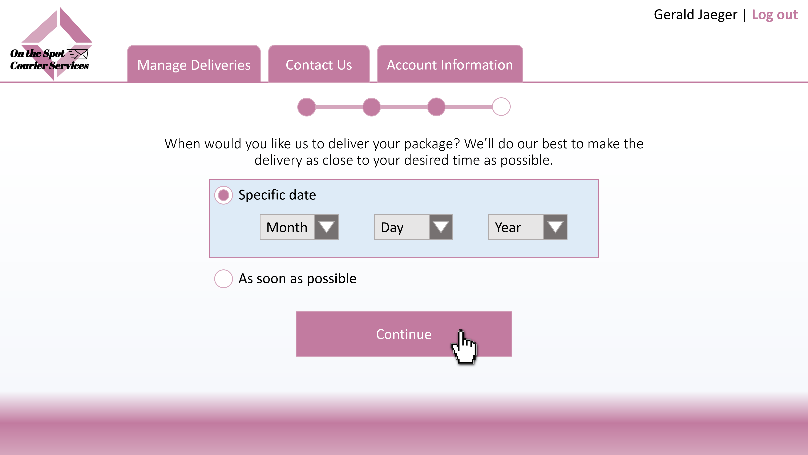 Gerald Jaeger | Log out
On the Spot
Courier Services
Manage Deliveries
Contact Us
Account Information
When would you like us to deliver your package? We'll do our best to make the
delivery as close to your desired time as possible.
Specific date
Month
Day
Year
As soon as possible
Continue